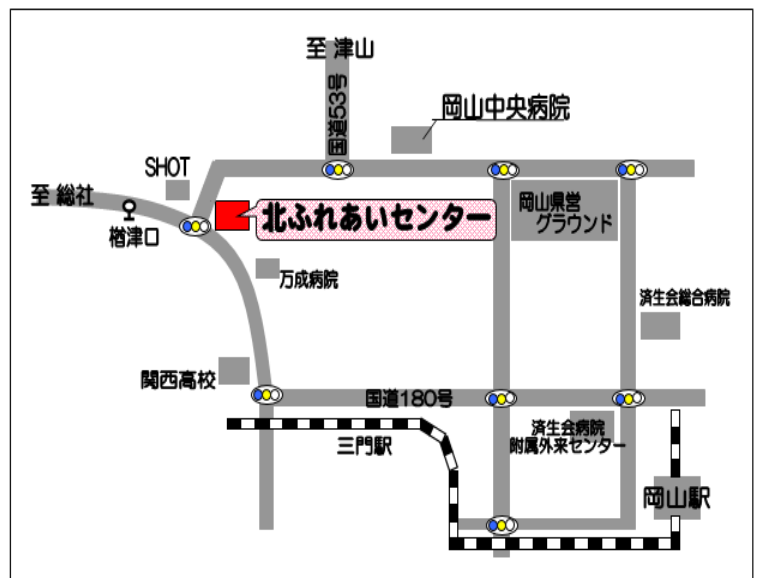 至 津山
国道53号
岡山中央病院
SHOT
至 総社
楢津口
北ふれあいセンター
岡山県営
グラウンド
万成病院
済生会総合病院
関西高校
国道180号
三門駅
済生会病院
附属外来センター
岡山駅